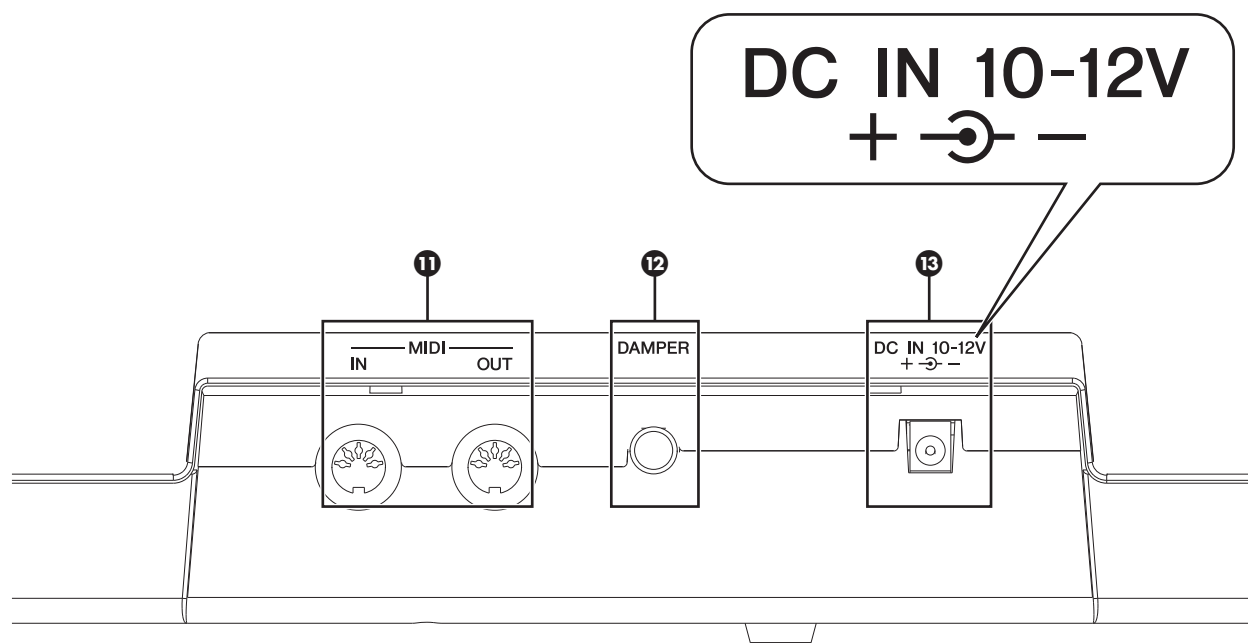 DC IN 10-12V
+ -
11
12
13
MIDI
IN OUT
DAMPER
DC IN 10-12V
+ -